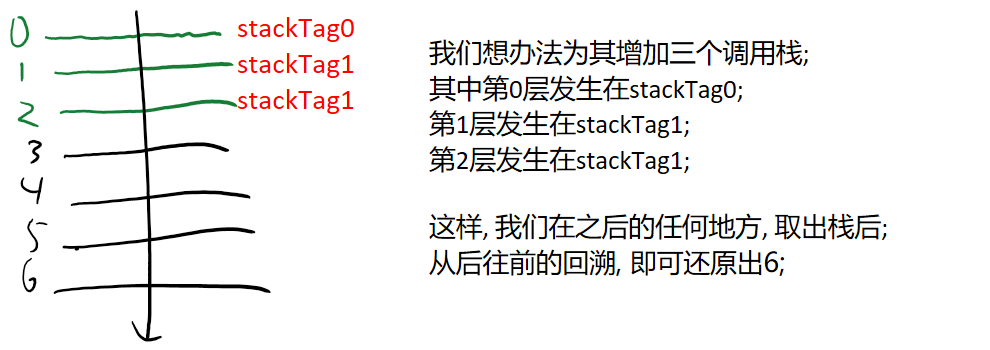 0 stackTag0
1 stackTag1
2 stackTag1
3
4
5
6
我们想办法为其增加三个调用栈;
其中第0层发生在stackTag0;
第1层发生在stackTag1;
第2层发生在stackTag1;
这样, 我们在之后的任何地方, 取出栈后;
从后往前的回溯, 即可还原出6;